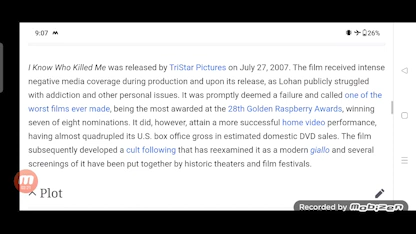 9:07 M 26%
I Know Who Killed Me was released by TriStar Pictures on July 27, 2007. The film received intense
negative media coverage during production and upon its release, as Lohan publicly struggled
with addiction and other personal issues. It was promptly deemed a failure and called one of the
worst films ever made, being the most awarded at the 28th Golden Raspberry Awards, winning
seven of eight nominations. It did, however, attain a more successful home video performance,
having almost quadrupled its U.S. box office gross in estimated domestic DVD sales. The film
subsequently developed a cult following that has reexamined it as a modern giallo and several
screenings of it have been put together by historic theaters and film festivals.
Plot
Recorded by Mobizen